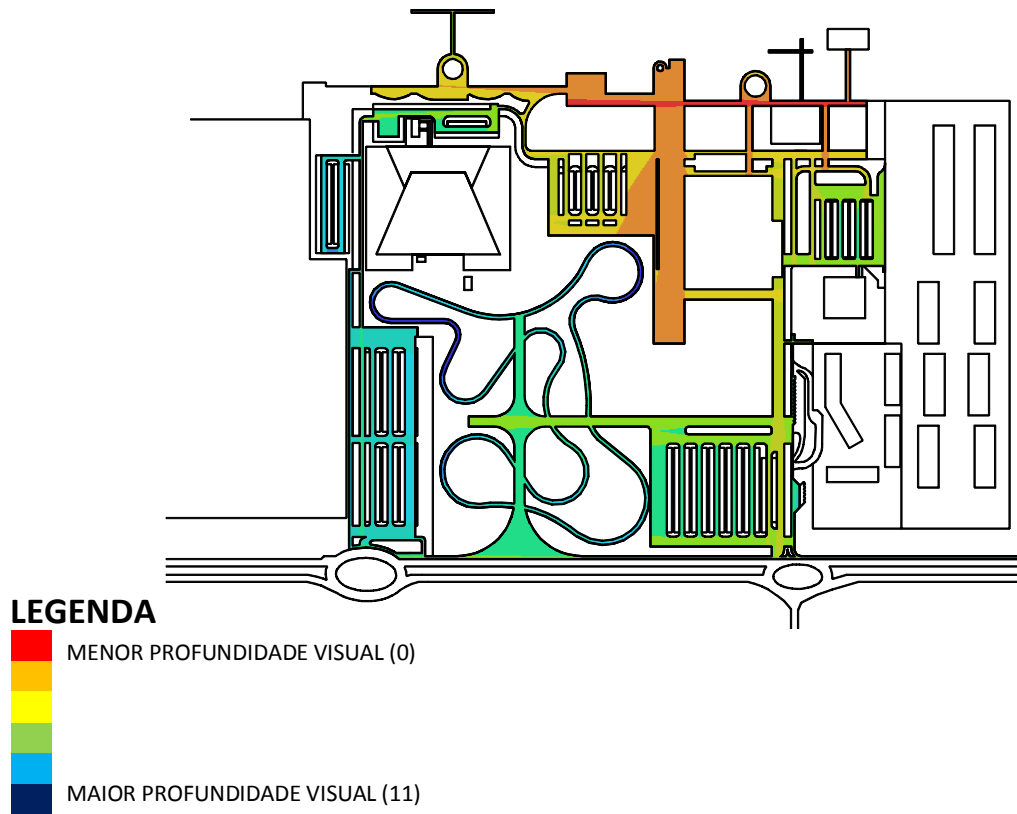 LEGENDA
MENOR PROFUNDIDADE VISUAL (0)
MAIOR PROFUNDIDADE VISUAL (11)